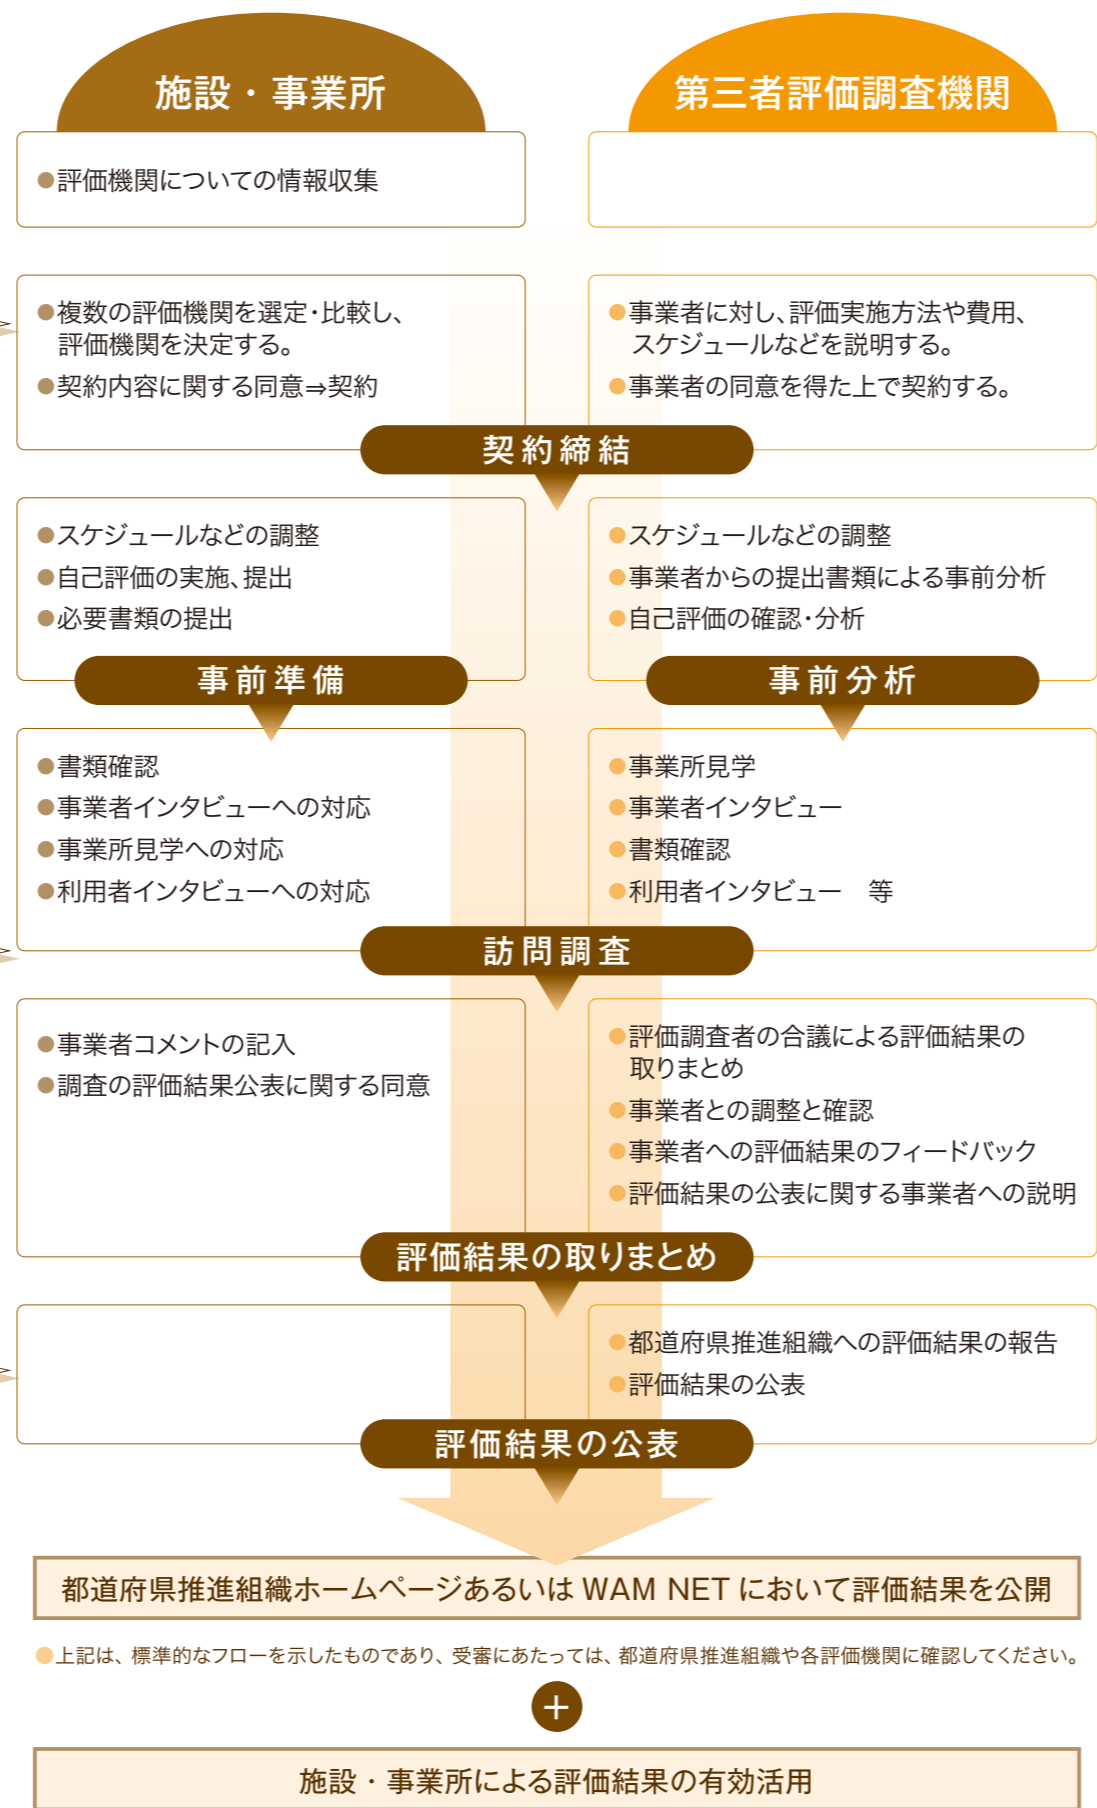 施設・事業所
第三者評価調査機関
●評価機関についての情報収集
●複数の評価機関を選定・比較し、
評価機関を決定する。
●契約内容に関する同意⇒契約
●事業者に対し、評価実施方法や費用、
スケジュールなどを説明する。
●事業者の同意を得た上で契約する。
契約締結
●スケジュールなどの調整
●自己評価の実施、提出
●必要書類の提出
●スケジュールなどの調整
●事業者からの提出書類による事前分析
●自己評価の確認・分析
事前準備
事前分析
●書類確認
●事業者インタビューへの対応
●事業所見学への対応
●利用者インタビューへの対応
●事業所見学
●事業者インタビュー
●書類確認
●利用者インタビュー　等
訪問調査
●事業者コメントの記入
●調査の評価結果公表に関する同意
●評価調査者の合議による評価結果の
取りまとめ
●事業者との調整と確認
●事業者への評価結果のフィードバック
●評価結果の公表に関する事業者への説明
評価結果の取りまとめ
●都道府県推進組織への評価結果の報告
●評価結果の公表
評価結果の公表
都道府県推進組織ホームページあるいは WAM NET において評価結果を公開
●上記は、標準的なフローを示したものであり、受審にあたっては、都道府県推進組織や各評価機関に確認してください。
＋
施設・事業所による評価結果の有効活用